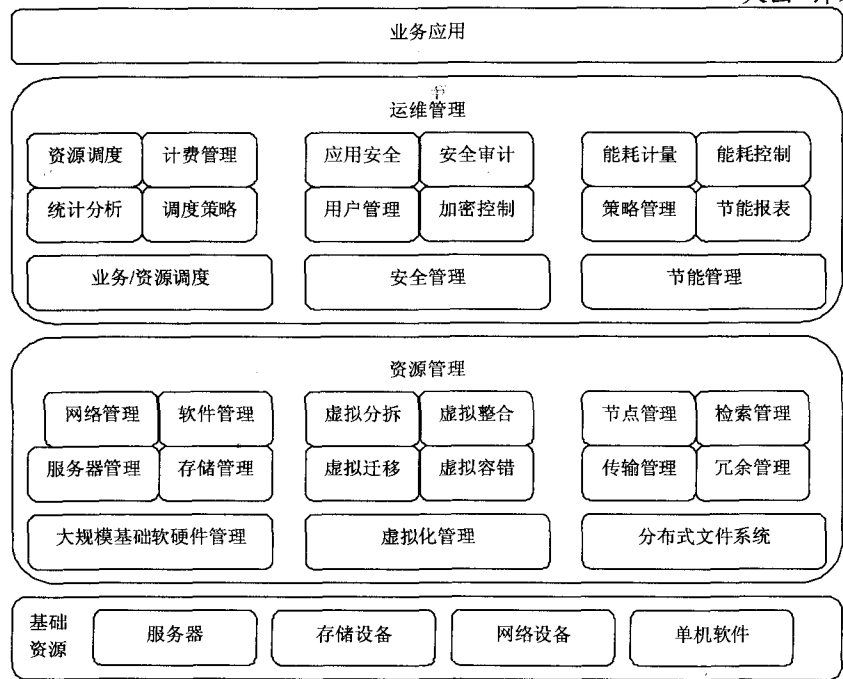 业务应用
运维管理
资源调度 计费管理 应用安全 安全审计 能耗计量 能耗控制
统计分析 调度策略 用户管理 加密控制 策略管理 节能报表
业务/资源调度 安全管理 节能管理
资源管理
网络管理 软件管理 虚拟分拆 虚拟整合 节点管理 检索管理
服务器管理 存储管理 虚拟迁移 虚拟容错 传输管理 冗余管理
大规模基础软硬件管理 虚拟化管理 分布式文件系统
基础
资源
服务器 存储设备 网络设备 单机软件